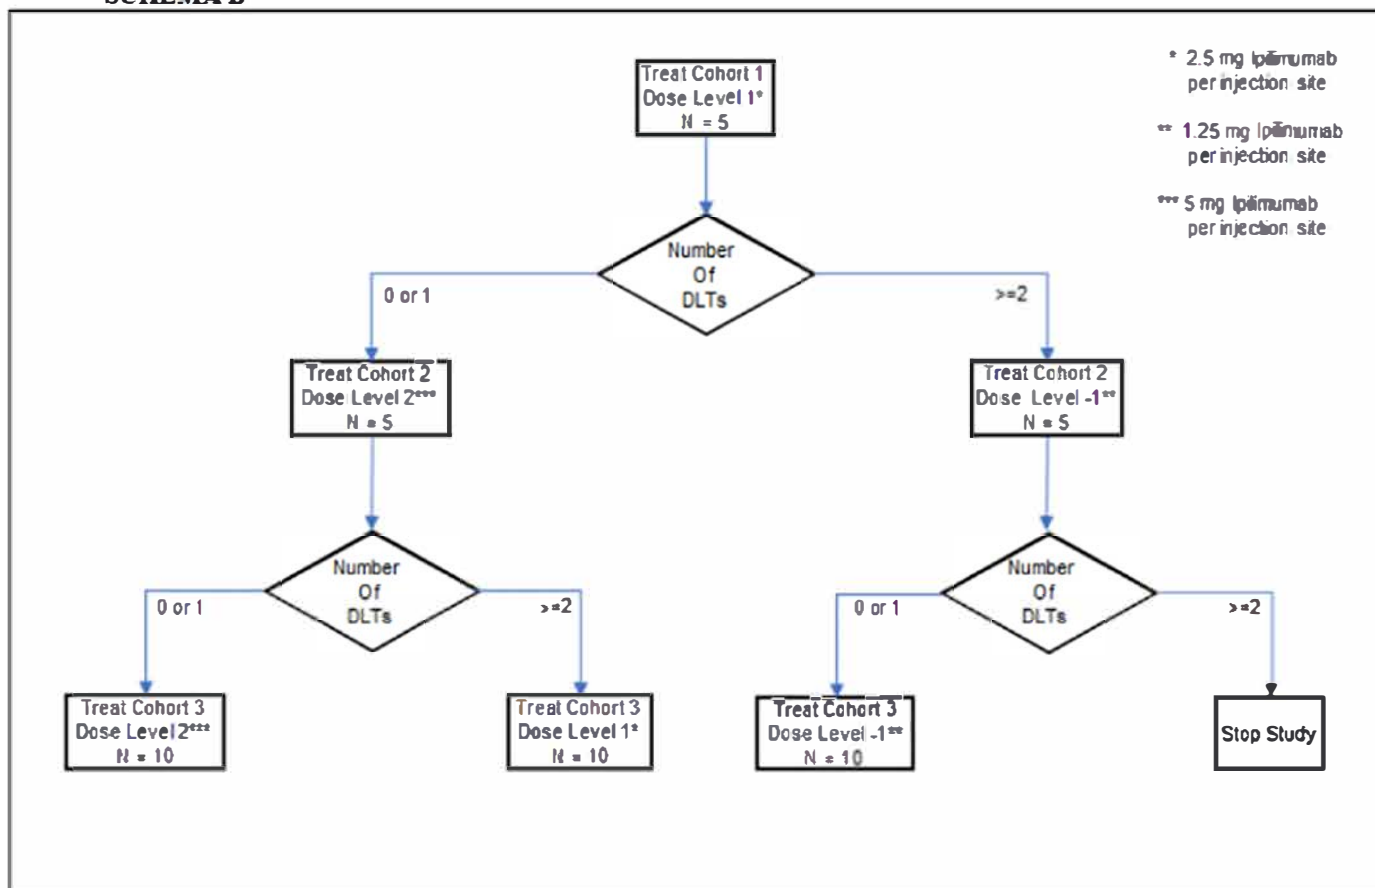 SCHEMA B
Treat Cohort 1
Dose Level 1*
N = 5
* 2.5 mg Ipilimumab
per injection site
** 1.25 mg Ipilimumab
per injection site
*** 5 mg Ipilimumab
per injection site
Number
Of
DLTs
0 or 1
>=2
Treat Cohort 2
Dose Level 2***
N = 5
Treat Cohort 2
Dose Level -1**
N = 5
Number
Of
DLTs
0 or 1
>=2
Number
Of
DLTs
0 or 1
>=2
Treat Cohort 3
Dose Level 2***
N = 10
Treat Cohort 3
Dose Level 1*
N = 10
Treat Cohort 3
Dose Level -1**
N = 10
Stop Study